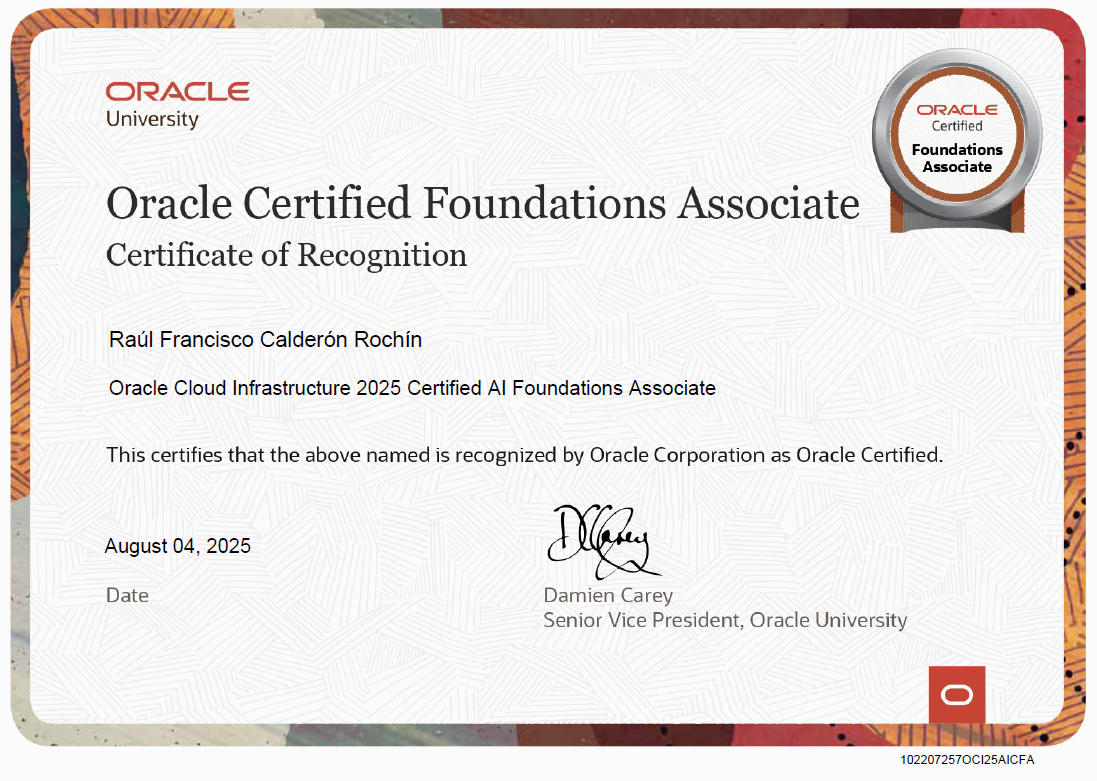 ORACLE
University
ORACLE
Certified
Foundations
Associate
Oracle Certified Foundations Associate
Certificate of Recognition
Raúl Francisco Calderón Rochín
Oracle Cloud Infrastructure 2025 Certified AI Foundations Associate
This certifies that the above named is recognized by Oracle Corporation as Oracle Certified.
DCarey
August 04, 2025
Date
Damien Carey
Senior Vice President, Oracle University
102207257OCI25AICFA